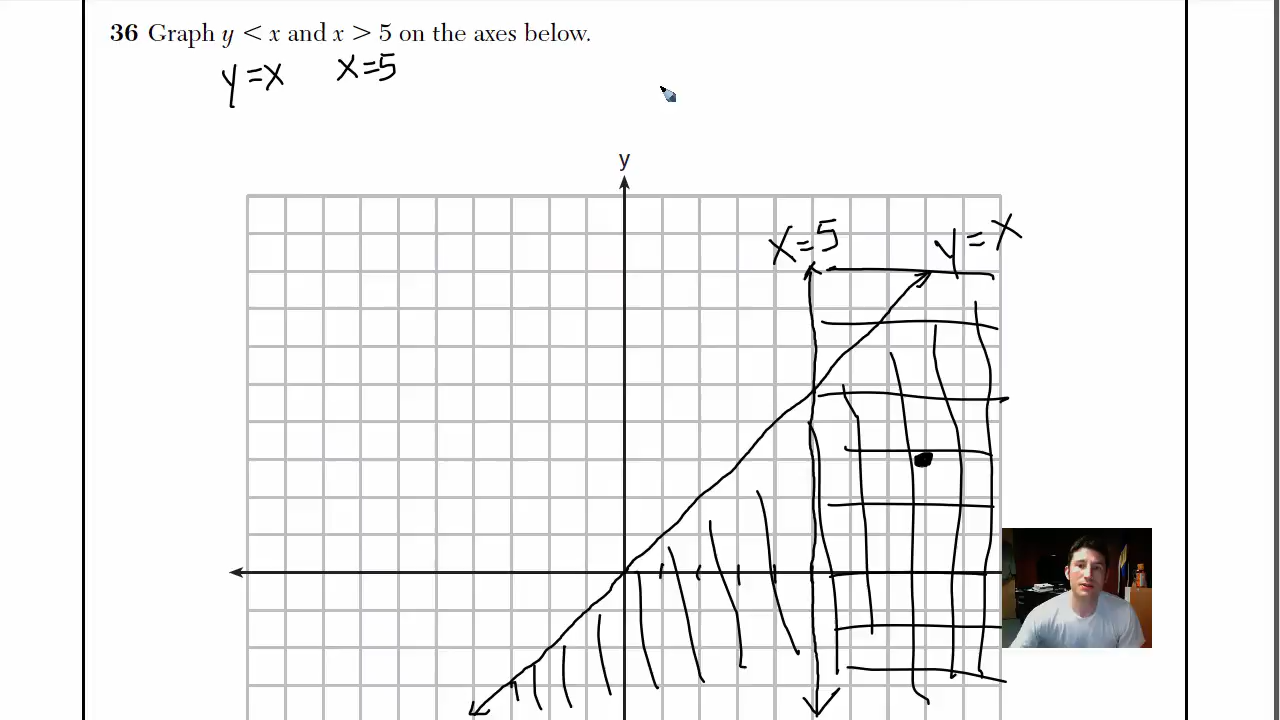 36 Graph y < x and x > 5 on the axes below.
y=x x=5
y
x=5 y=x